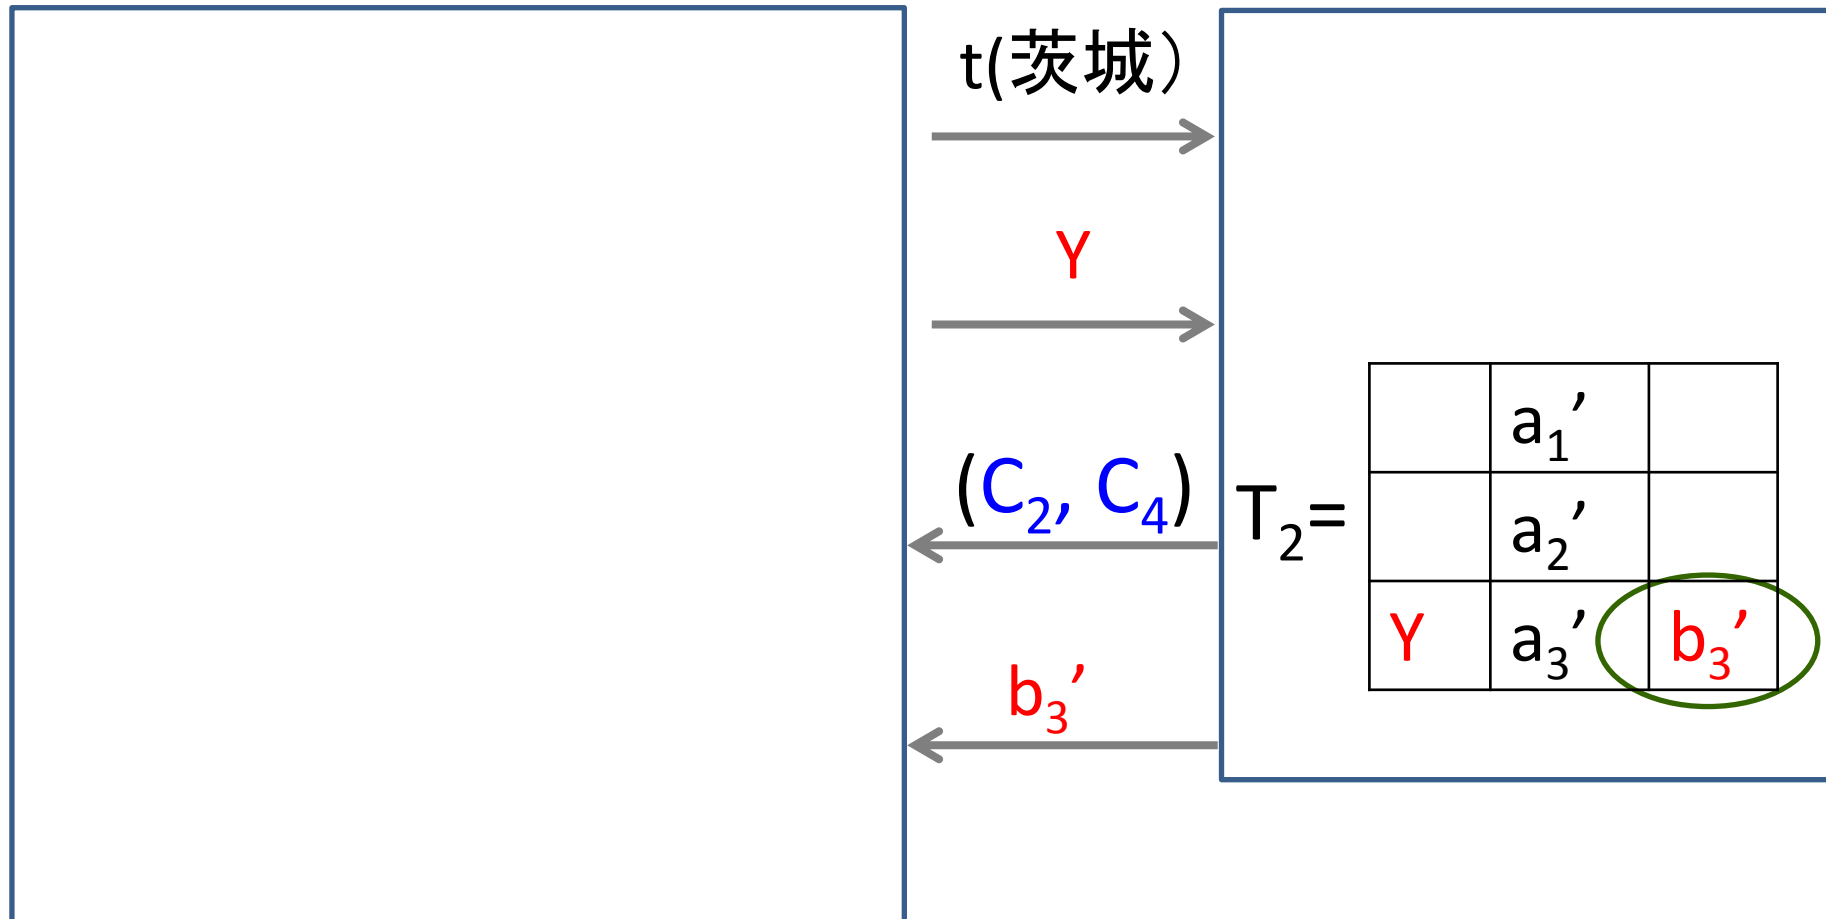 t(茨城）
Y
(C₂, C₄)
b₃’
T₂=
a₁’
a₂’
Y a₃’ b₃’